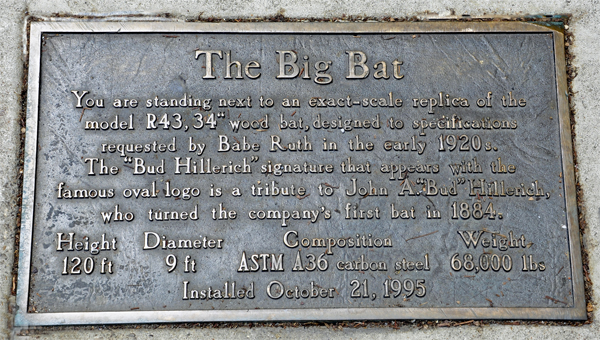 The Big Bat
You are standing next to an exact-scale replica of the
model R43, 34" wood bat, designed to specifications
requested by Babe Ruth in the early 1920s.
The "Bud Hillerich" signature that appears with the
famous oval logo is a tribute to John A. "Bud" Hillerich,
who turned the company's first bat in 1884.
Height Diameter Composition Weight
120 ft 9 ft ASTM A36 carbon steel 68,000 lbs
Installed October 21, 1995